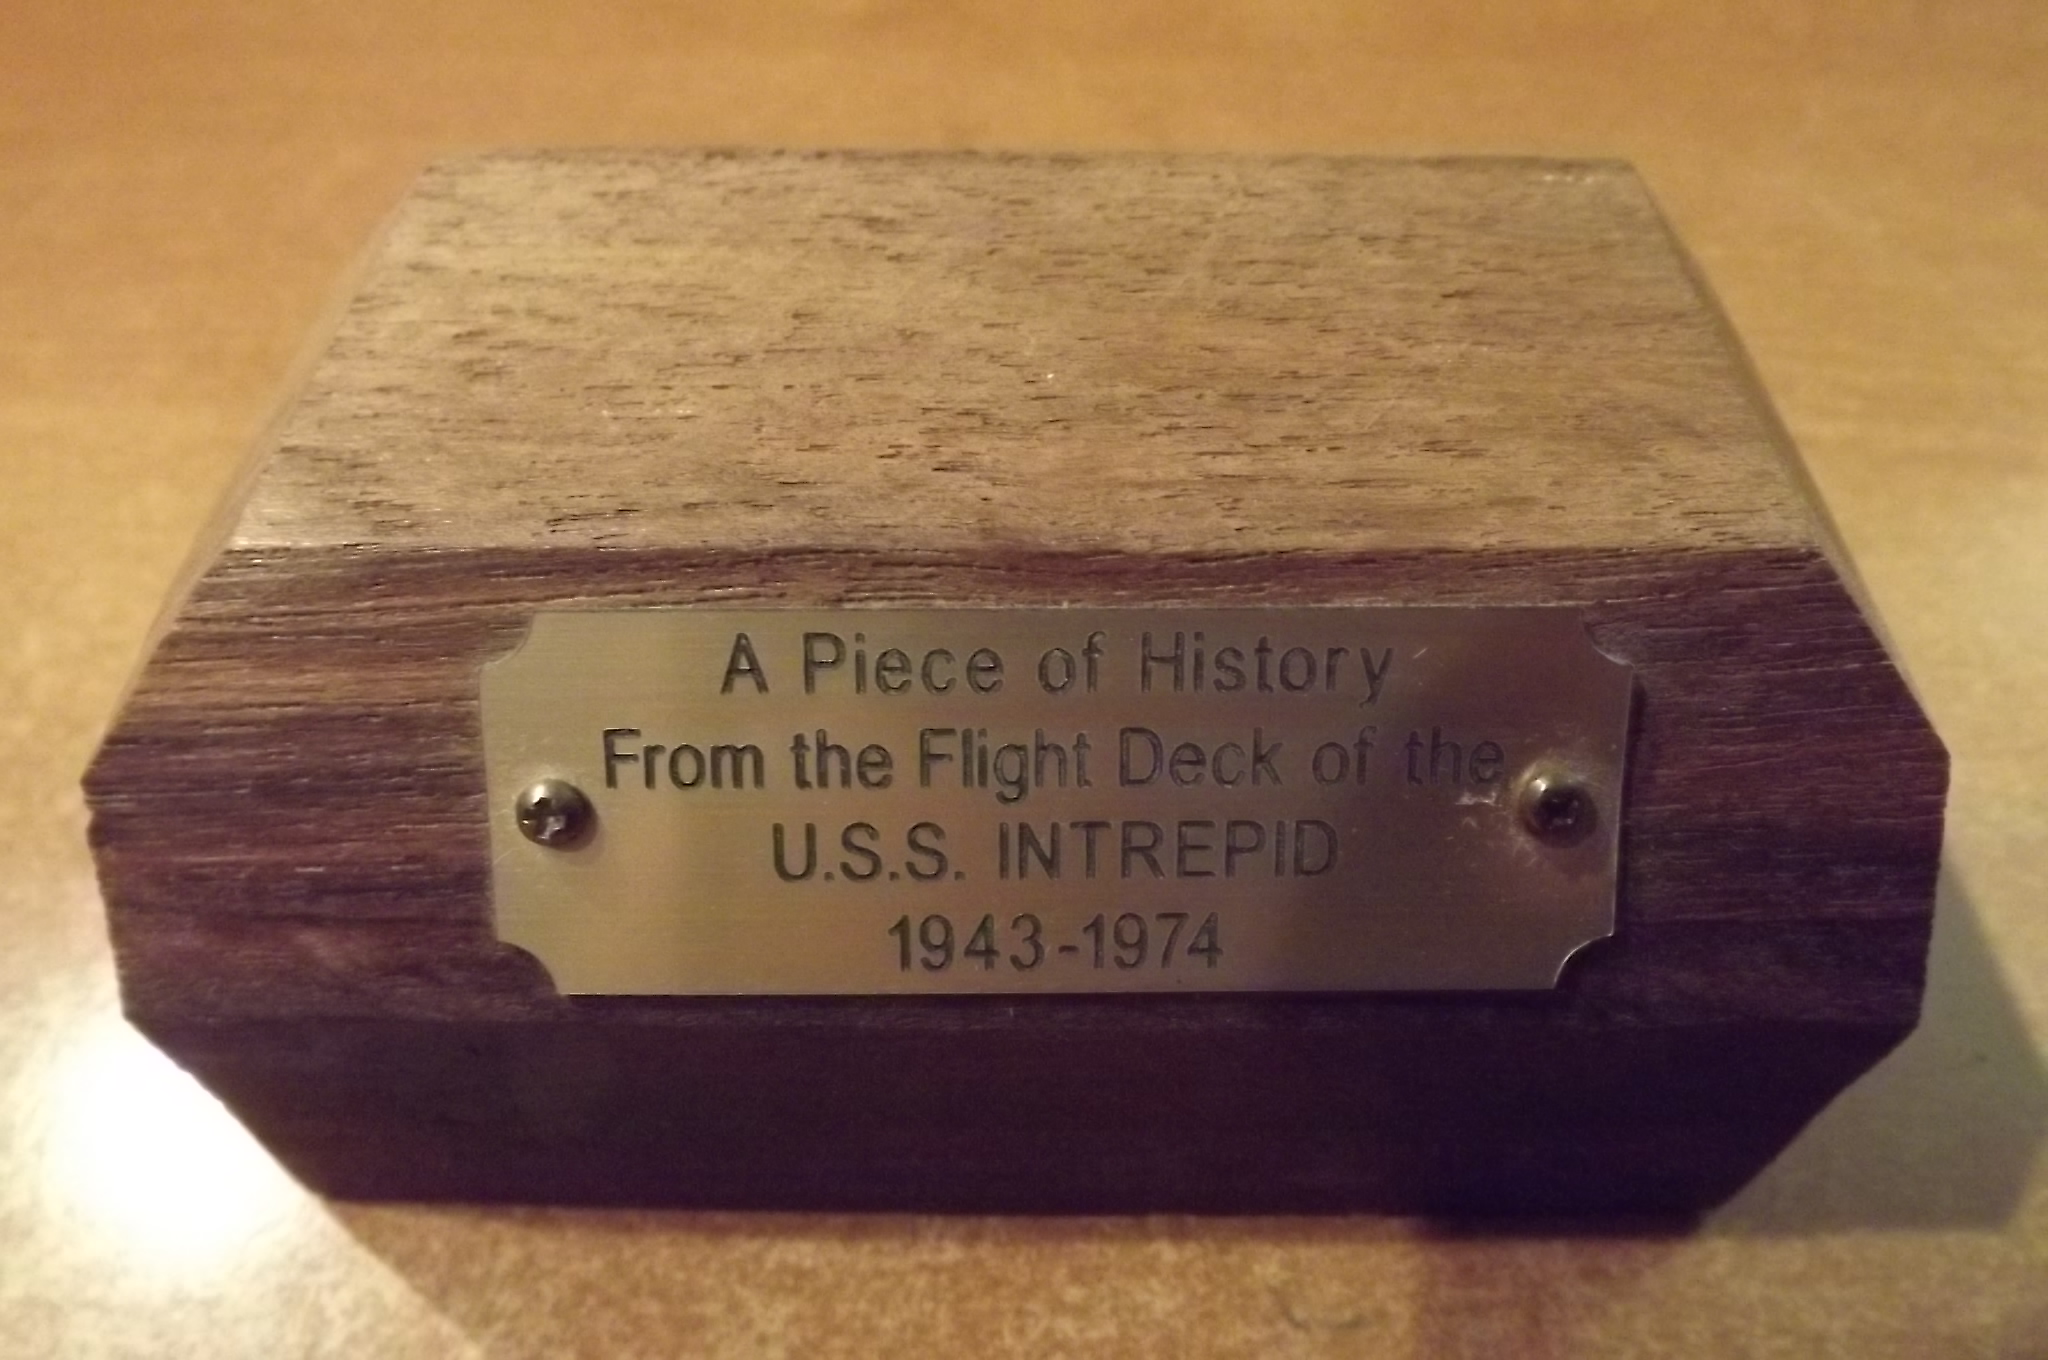 A Piece of History
From the Flight Deck of the
U.S.S. INTREPID
1943-1974